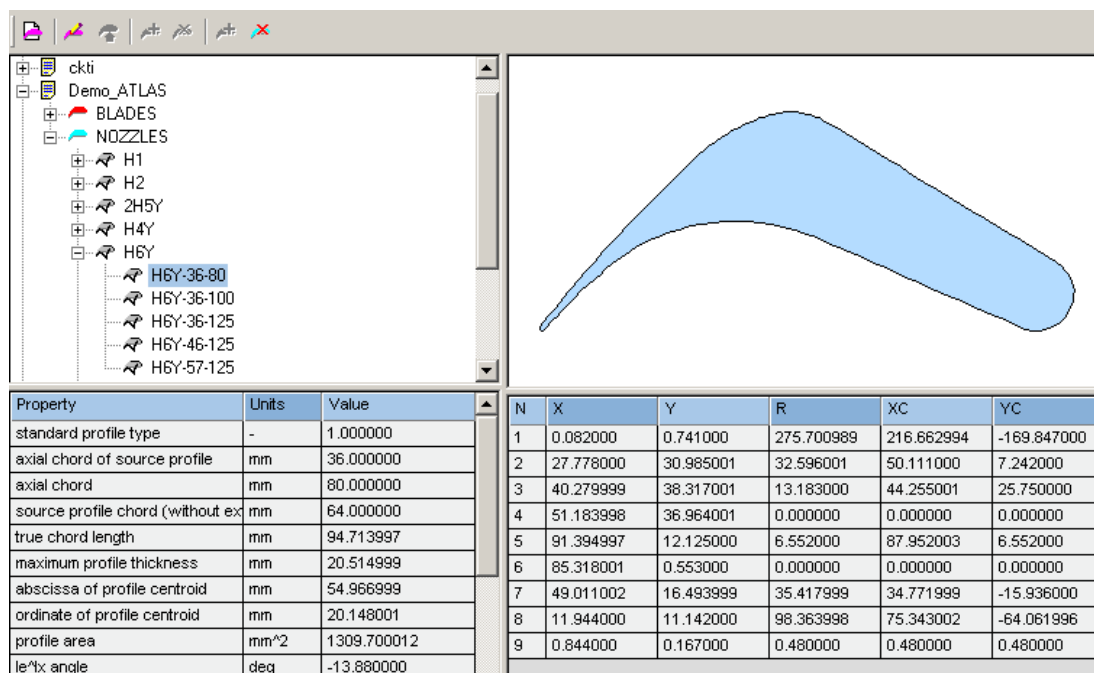 ckti
Demo_ATLAS
BLADES
NOZZLES
H1
H2
2H5Y
H4Y
H6Y
H6Y-36-80
H6Y-36-100
H6Y-36-125
H6Y-46-125
H6Y-57-125
Property Units Value
standard profile type - 1.000000
axial chord of source profile mm 36.000000
axial chord mm 80.000000
source profile chord (without ex mm 64.000000
true chord length mm 94.713997
maximum profile thickness mm 20.514999
abscissa of profile centroid mm 54.966999
ordinate of profile centroid mm 20.148001
profile area mm^2 1309.700012
le^lx angle deg -13.880000
N X Y R XC YC
1 0.082000 0.741000 275.700989 216.662994 -169.847000
2 27.778000 30.985001 32.596001 50.111000 7.242000
3 40.279999 38.317001 13.183000 44.255001 25.750000
4 51.183998 36.964001 0.000000 0.000000 0.000000
5 91.394997 12.125000 6.552000 87.952003 6.552000
6 85.318001 0.553000 0.000000 0.000000 0.000000
7 49.011002 16.493999 35.417999 34.771999 -15.936000
8 11.944000 11.142000 98.363998 75.343002 -64.061996
9 0.844000 0.167000 0.480000 0.480000 0.480000